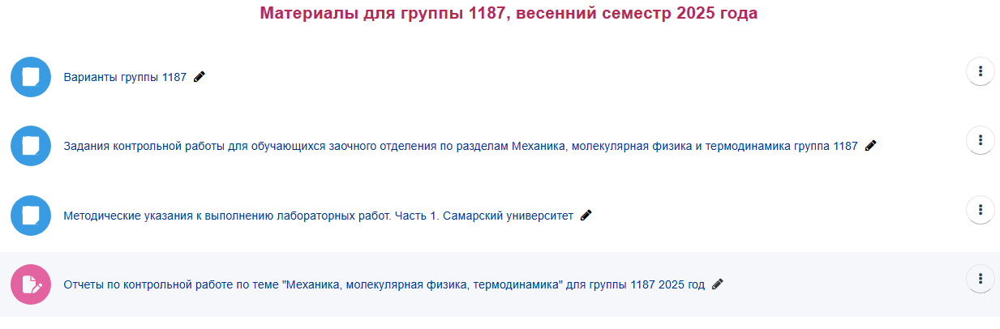 Материалы для группы 1187, весенний семестр 2025 года
Варианты группы 1187
Задания контрольной работы для обучающихся заочного отделения по разделам Механика, молекулярная физика и термодинамика группа 1187
Методические указания к выполнению лабораторных работ. Часть 1. Самарский университет
Отчеты по контрольной работе по теме "Механика, молекулярная физика, термодинамика" для группы 1187 2025 год